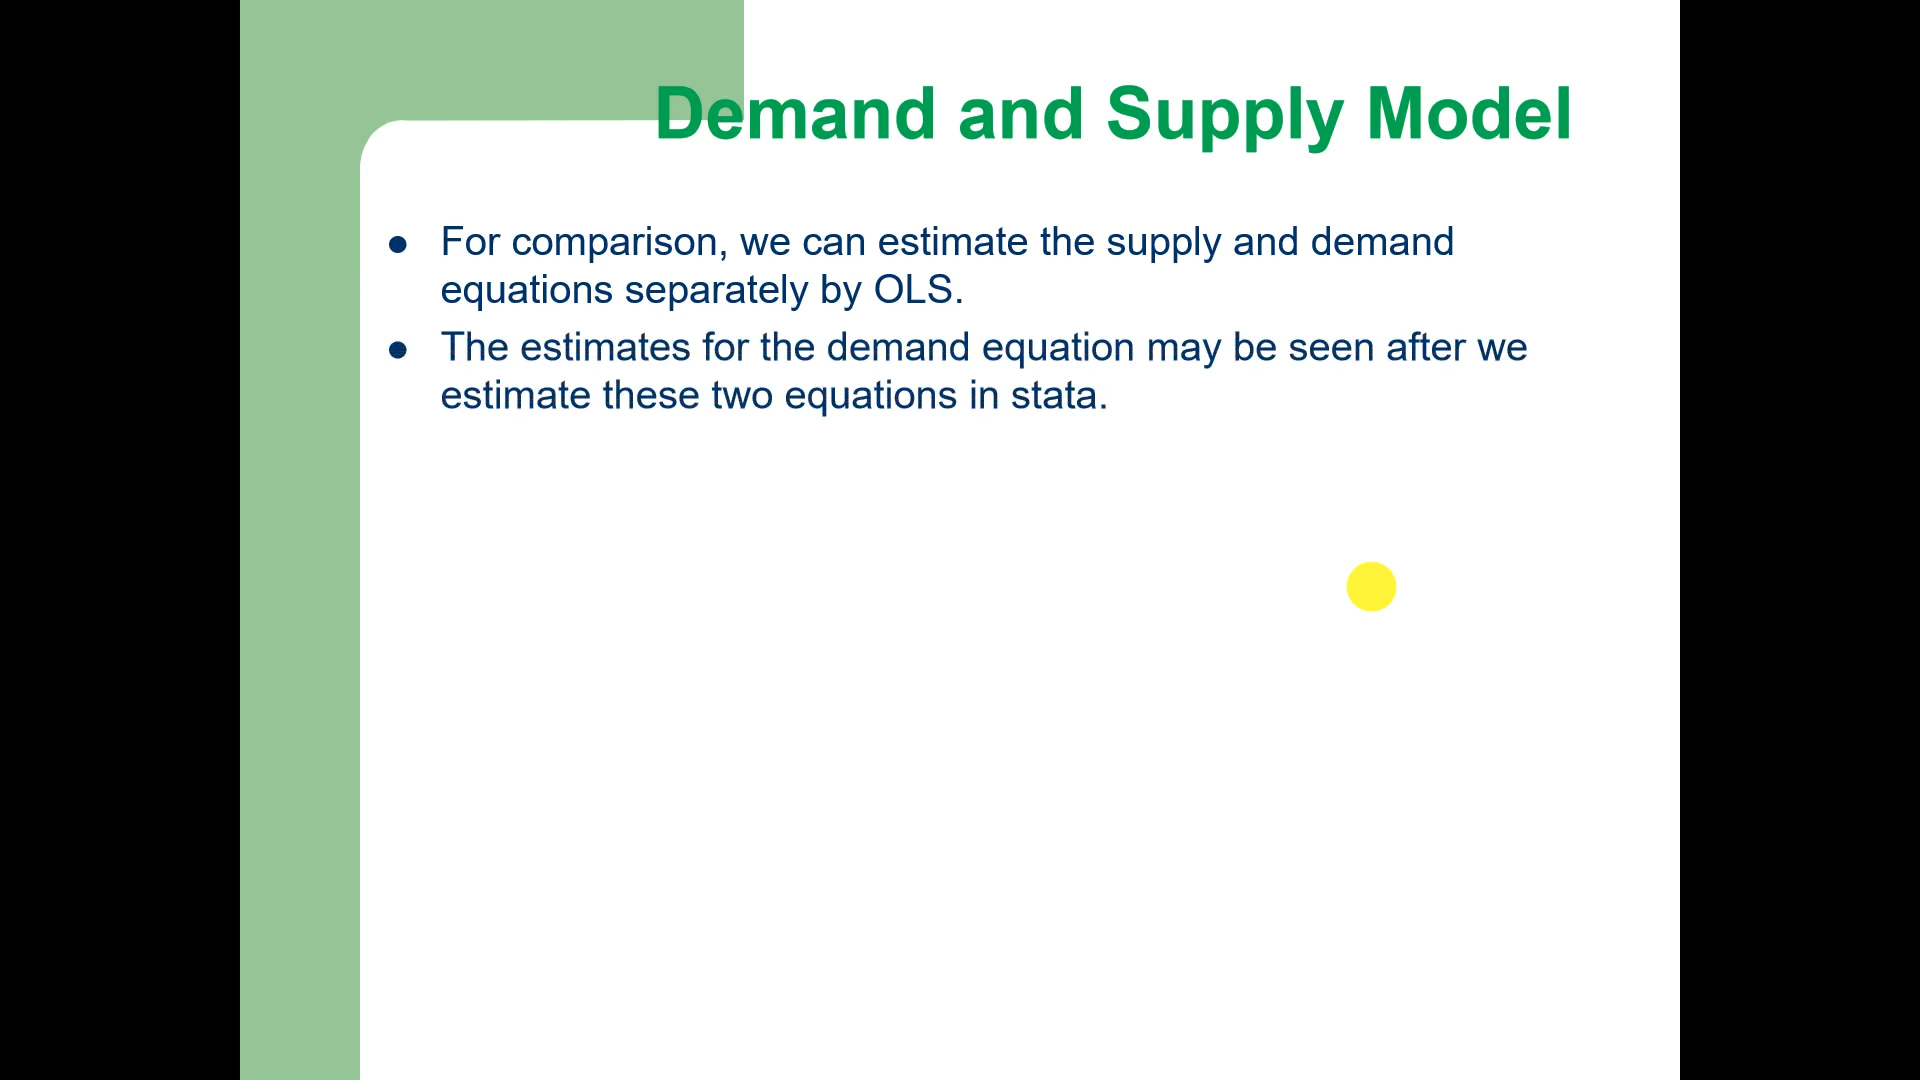 Demand and Supply Model
● For comparison, we can estimate the supply and demand
equations separately by OLS.
● The estimates for the demand equation may be seen after we
estimate these two equations in stata.